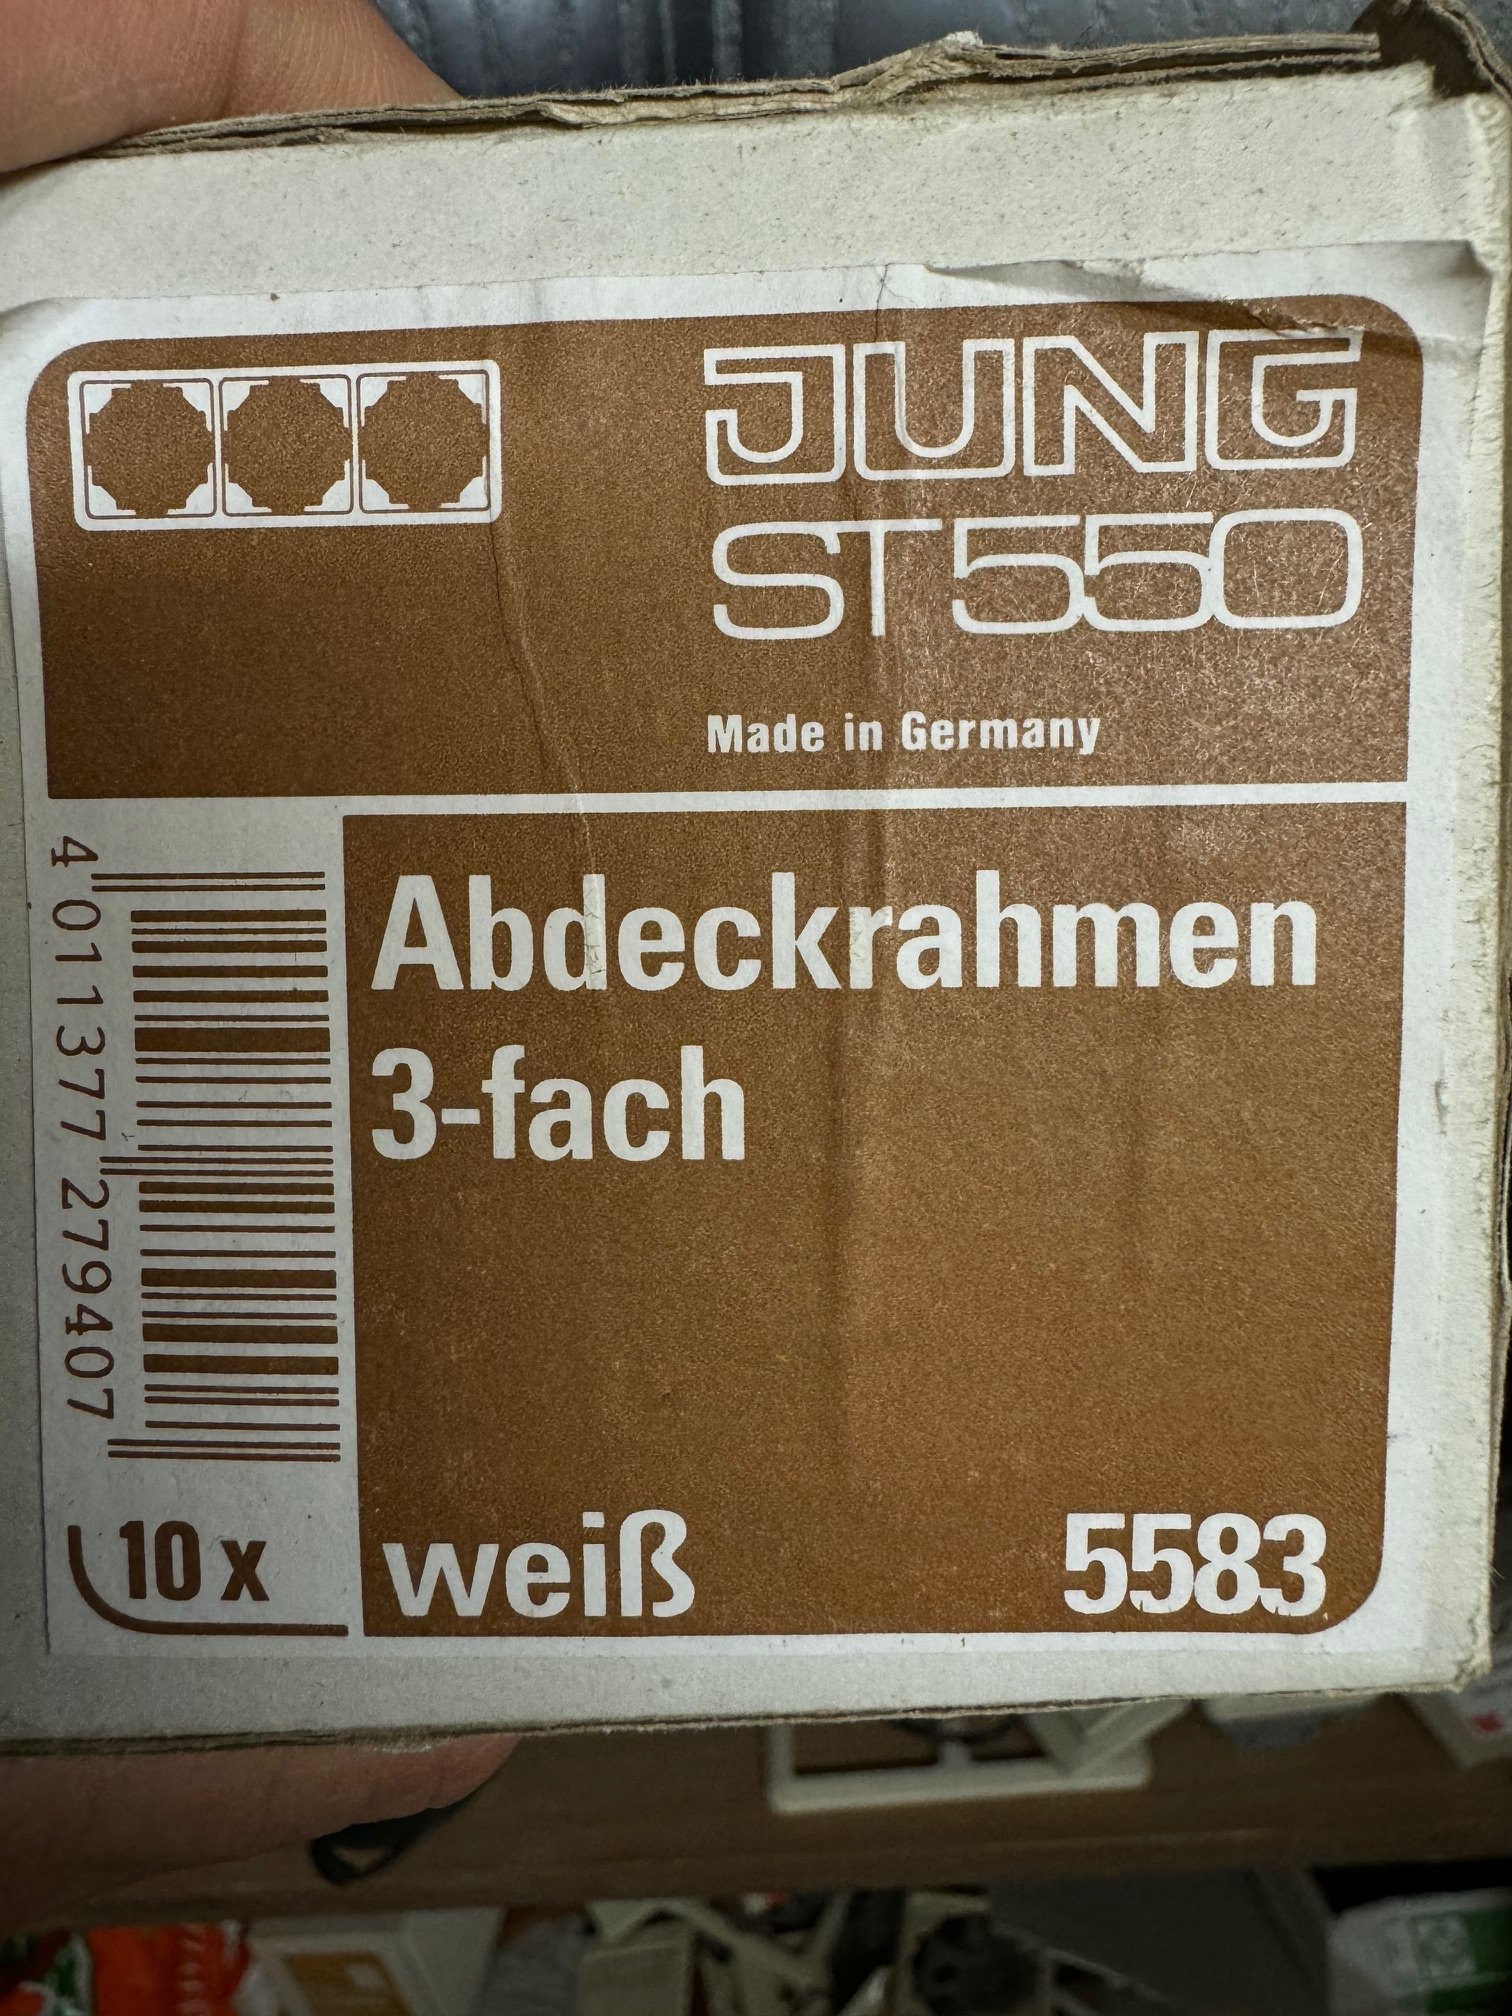 JUNG
ST550
Made in Germany
Abdeckrahmen
3-fach
4 011377 279407
10 x
weiß
5583